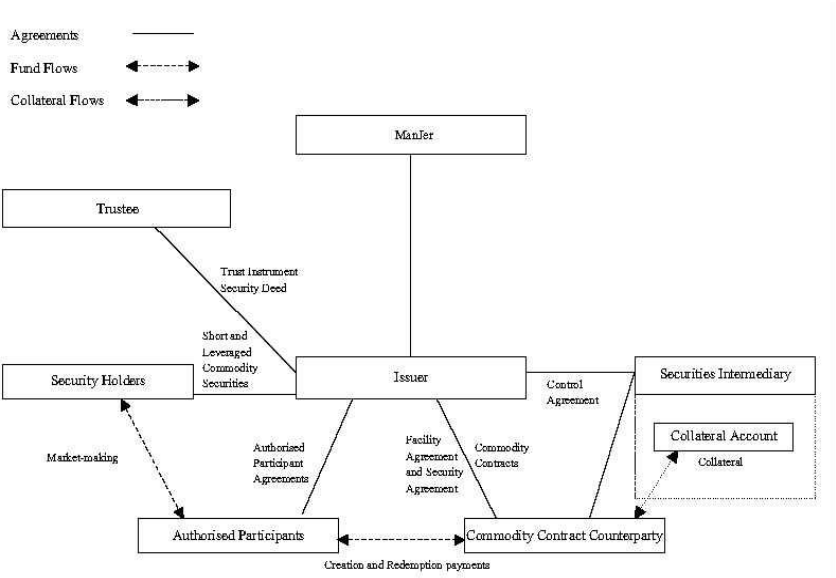 Agreements
Fund Flows
Collateral Flows
ManJer
Trustee
Trust Instrument
Security Deed
Short and
Leveraged
Commodity
Securities
Security Holders
Issuer
Securities Intermediary
Control
Agreement
Collateral Account
Collateral
Market-making
Authorised
Participant
Agreements
Facility
Agreement
and Security
Agreement
Commodity
Contracts
Authorised Participants
Commodity Contract Counterparty
Creation and Redemption payments